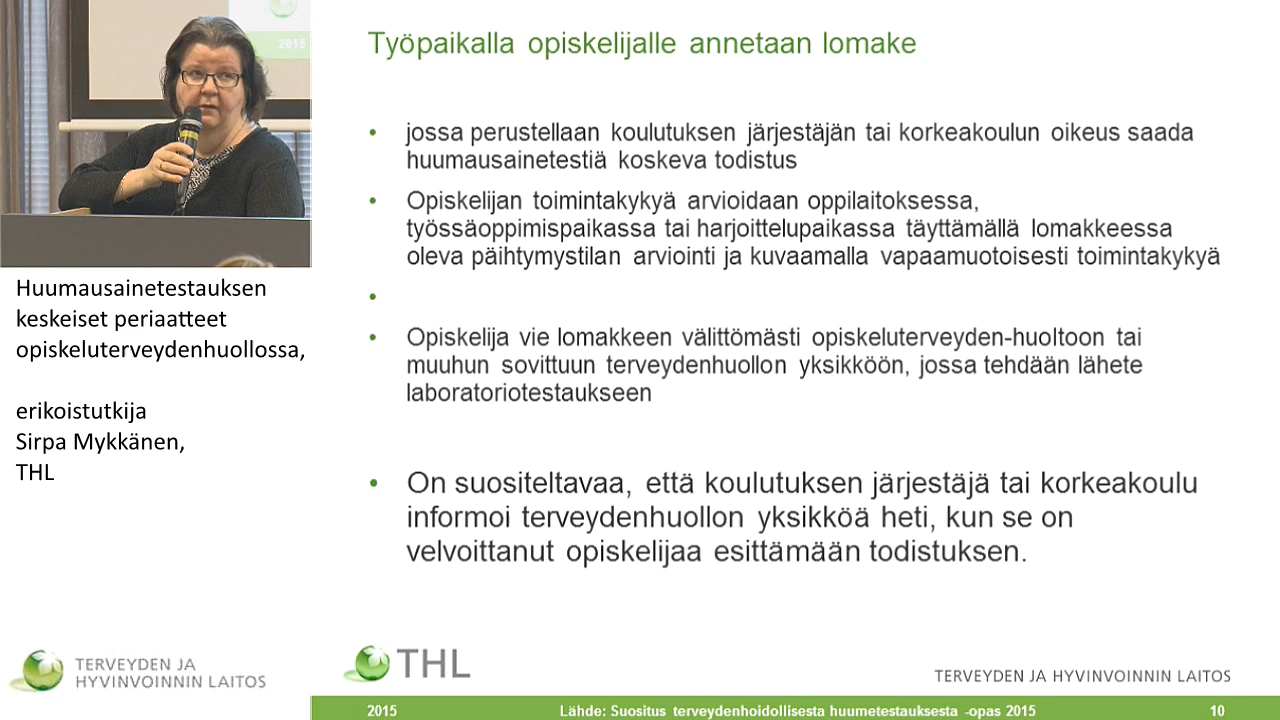 2015
Huumausainetestauksen
keskeiset periaatteet
opiskeluterveydenhuollossa,
erikoistutkija
Sirpa Mykkänen,
THL
TERVEYDEN JA
HYVINVOINNIN LAITOS
Työpaikalla opiskelijalle annetaan lomake
• jossa perustellaan koulutuksen järjestäjän tai korkeakoulun oikeus saada
huumausainetestiä koskeva todistus
• Opiskelijan toimintakykyä arvioidaan oppilaitoksessa,
työssäoppimispaikassa tai harjoittelupaikassa täyttämällä lomakkeessa
oleva päihtymystilan arviointi ja kuvaamalla vapaamuotoisesti toimintakykyä
•
• Opiskelija vie lomakkeen välittömästi opiskeluterveyden-huoltoon tai
muuhun sovittuun terveydenhuollon yksikköön, jossa tehdään lähete
laboratoriotestaukseen
• On suositeltavaa, että koulutuksen järjestäjä tai korkeakoulu
informoi terveydenhuollon yksikköä heti, kun se on
velvoittanut opiskelijaa esittämään todistuksen.
THL
TERVEYDEN JA HYVINVOINNIN LAITOS
2015 Lähde: Suositus terveydenhoidollisesta huumetestauksesta -opas 2015 10